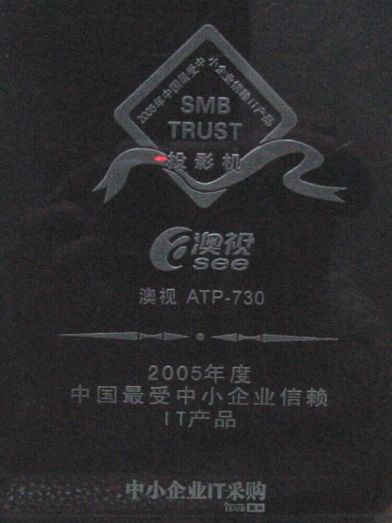 2005年中国最受中小企业信赖IT产品
SMB
TRUST
投影机
澳视
see
澳视 ATP-730
2005年度
中国最受中小企业信赖
IT产品
中小企业IT采购